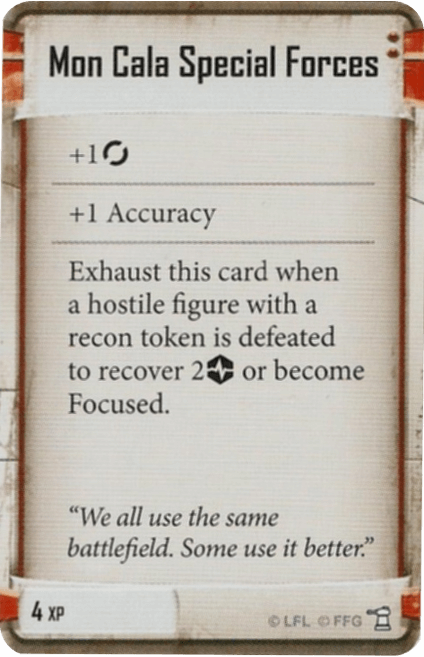 Mon Cala Special Forces
+1
+1 Accuracy
Exhaust this card when
a hostile figure with a
recon token is defeated
to recover 2 or become
Focused.
“We all use the same
battlefield. Some use it better.”
4 XP
© LFL © FFG